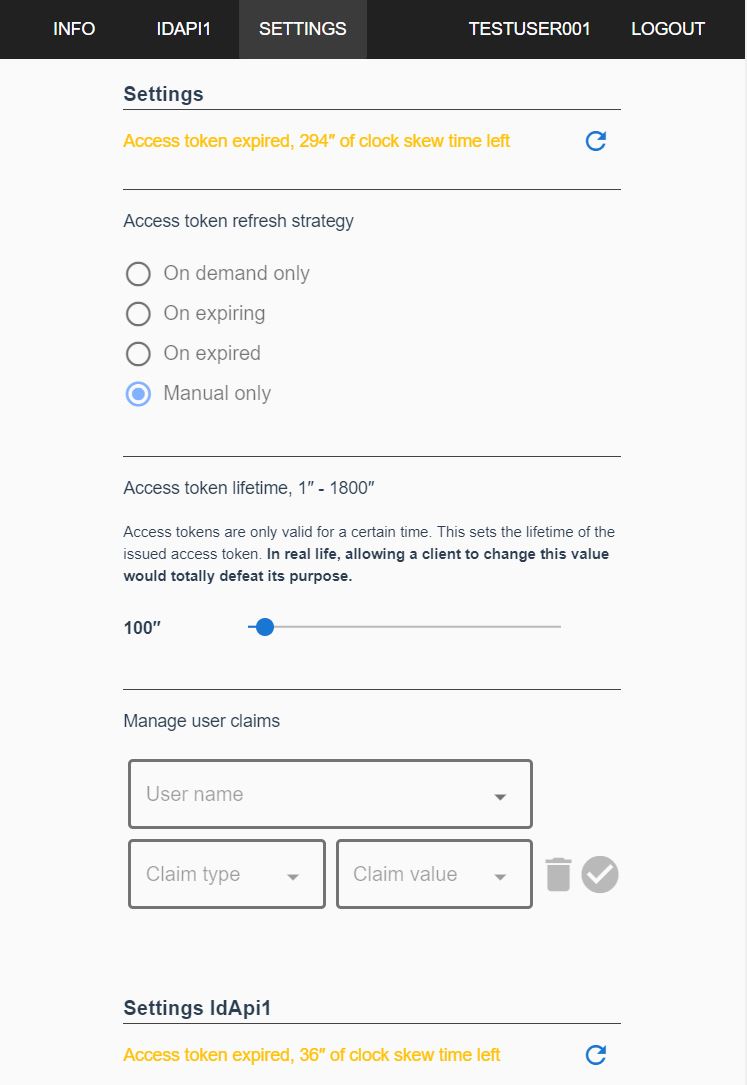 INFO IDAPI1 SETTINGS TESTUSER001 LOGOUT
Settings
Access token expired, 294″ of clock skew time left
Access token refresh strategy
On demand only
On expiring
On expired
Manual only
Access token lifetime, 1″ - 1800″
Access tokens are only valid for a certain time. This sets the lifetime of the
issued access token. In real life, allowing a client to change this value
would totally defeat its purpose.
100″
Manage user claims
User name
Claim type Claim value
Settings IdApi1
Access token expired, 36″ of clock skew time left